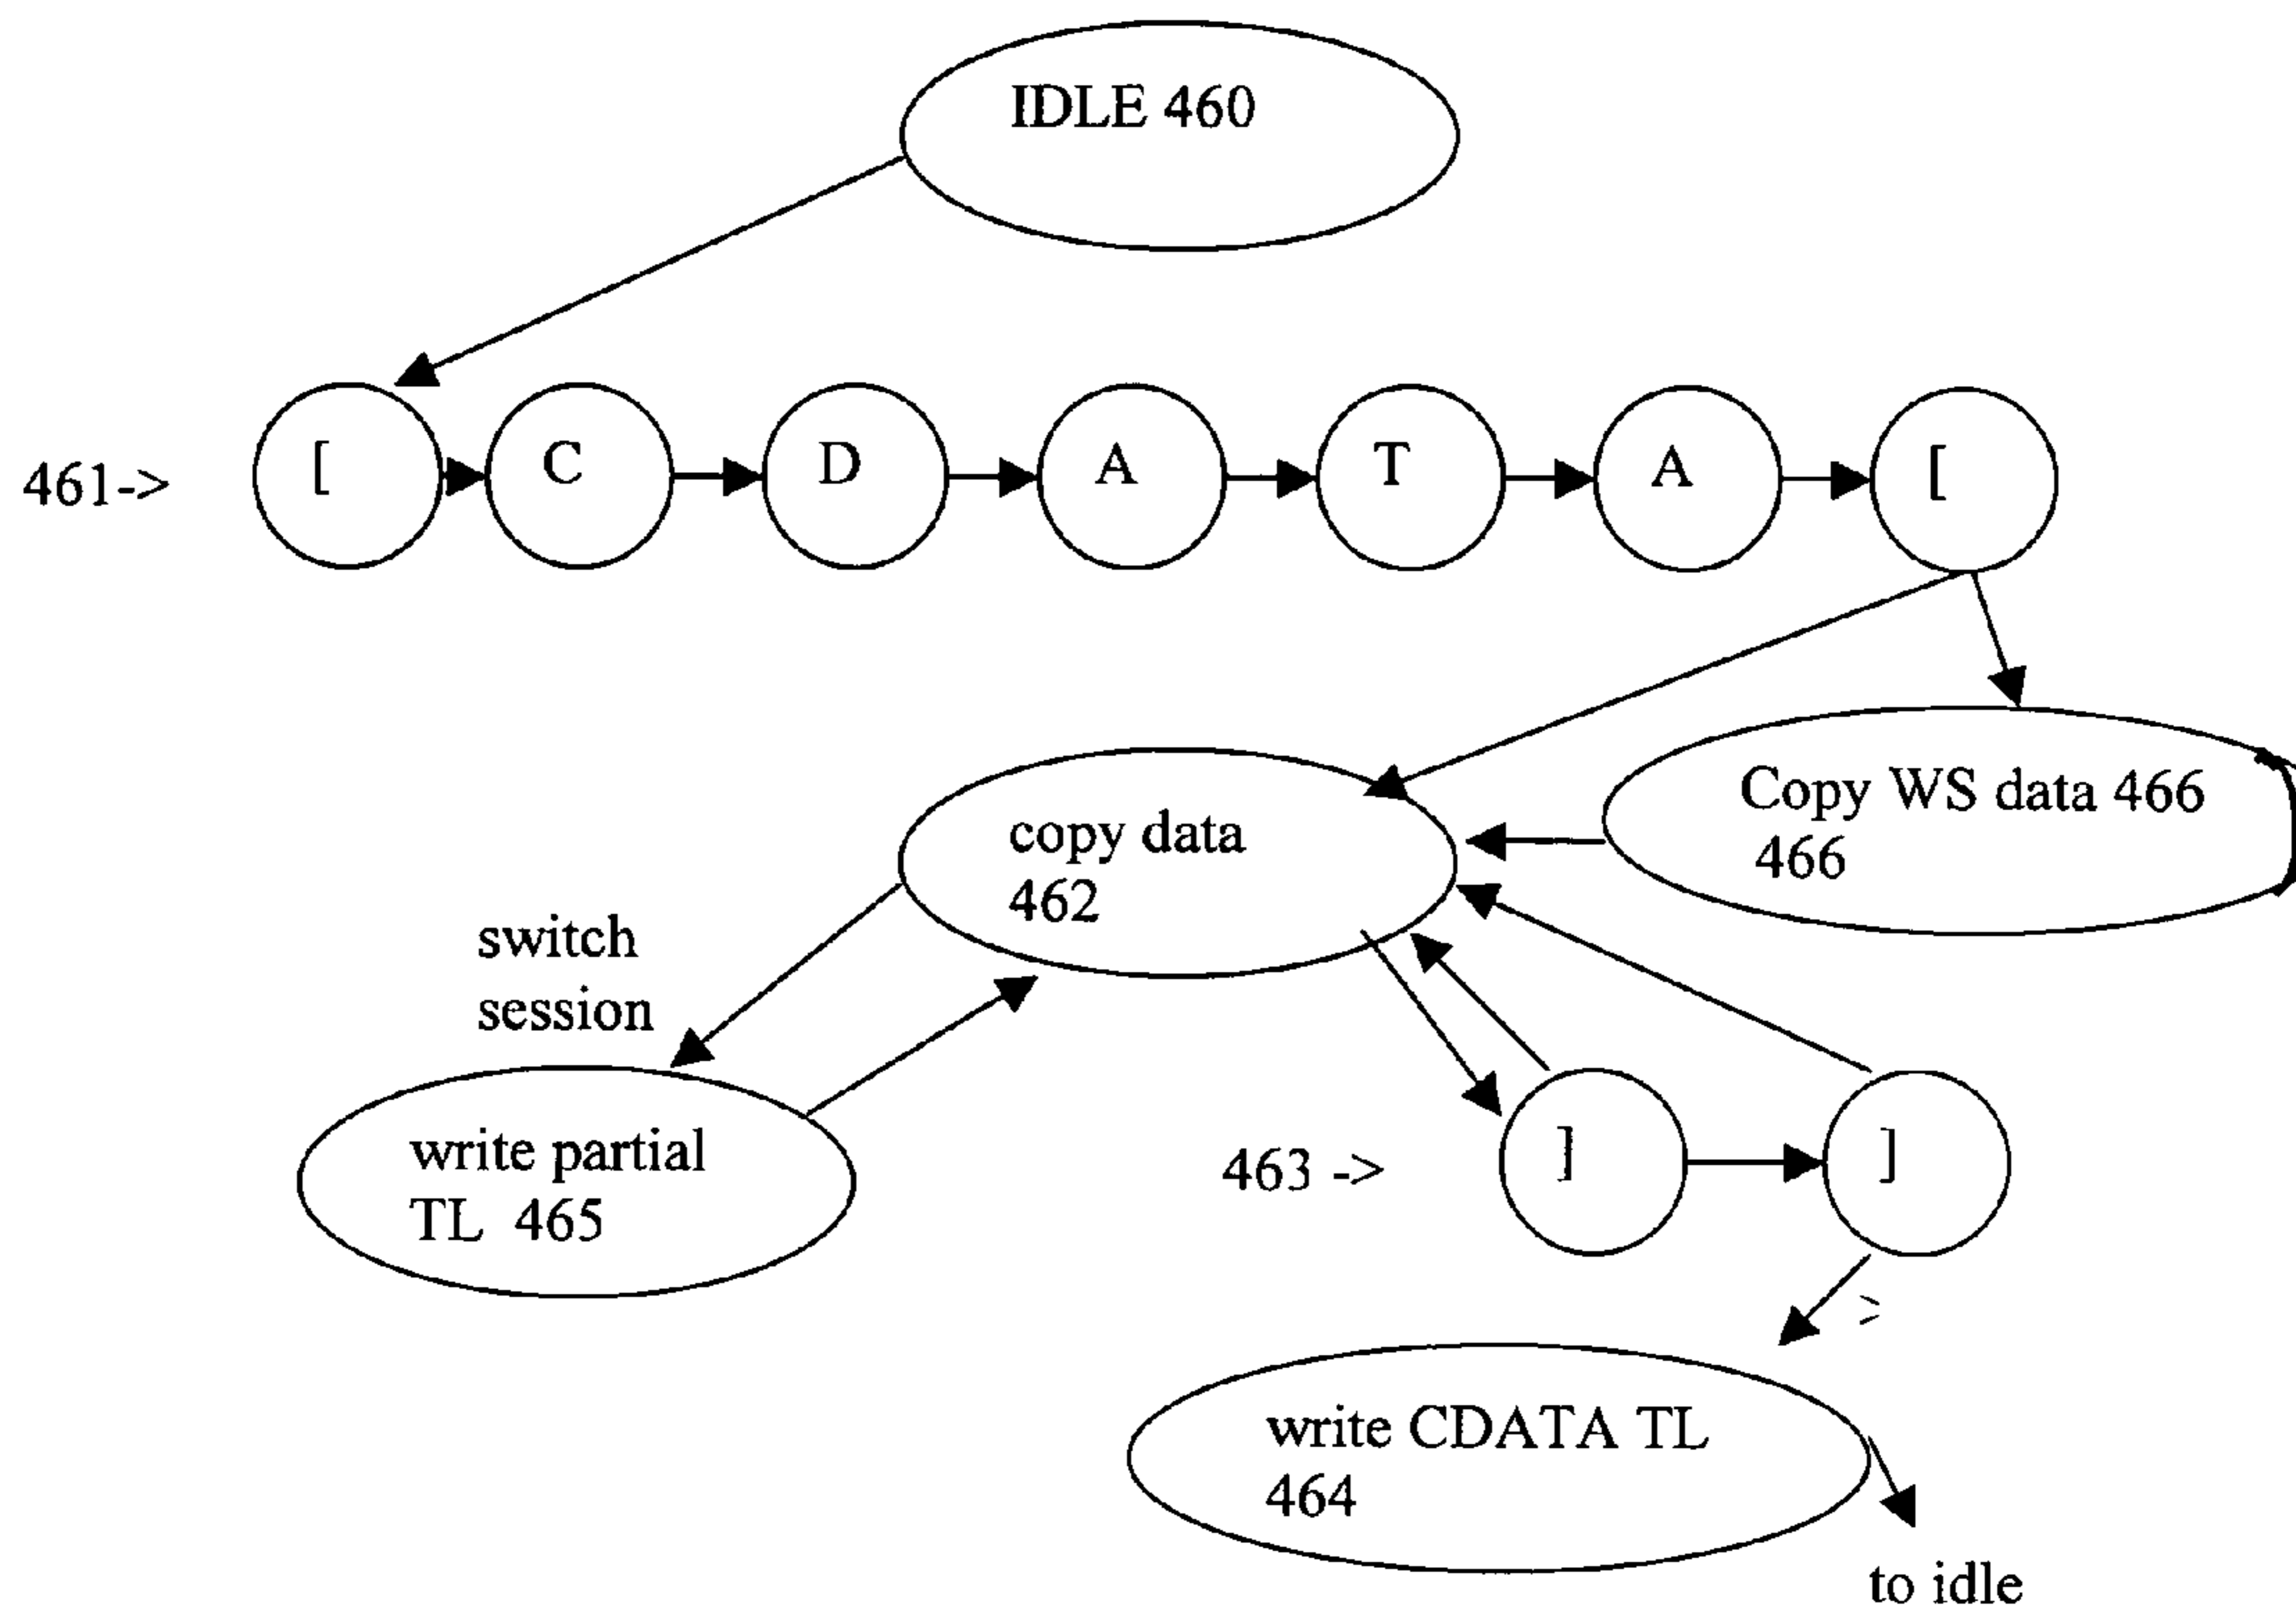 IDLE 460
461-> [ C D A T A [
Copy WS data 466
466
copy data
462
switch
session
write partial
TL 465
463 -> ] ]
>
write CDATA TL
464
to idle